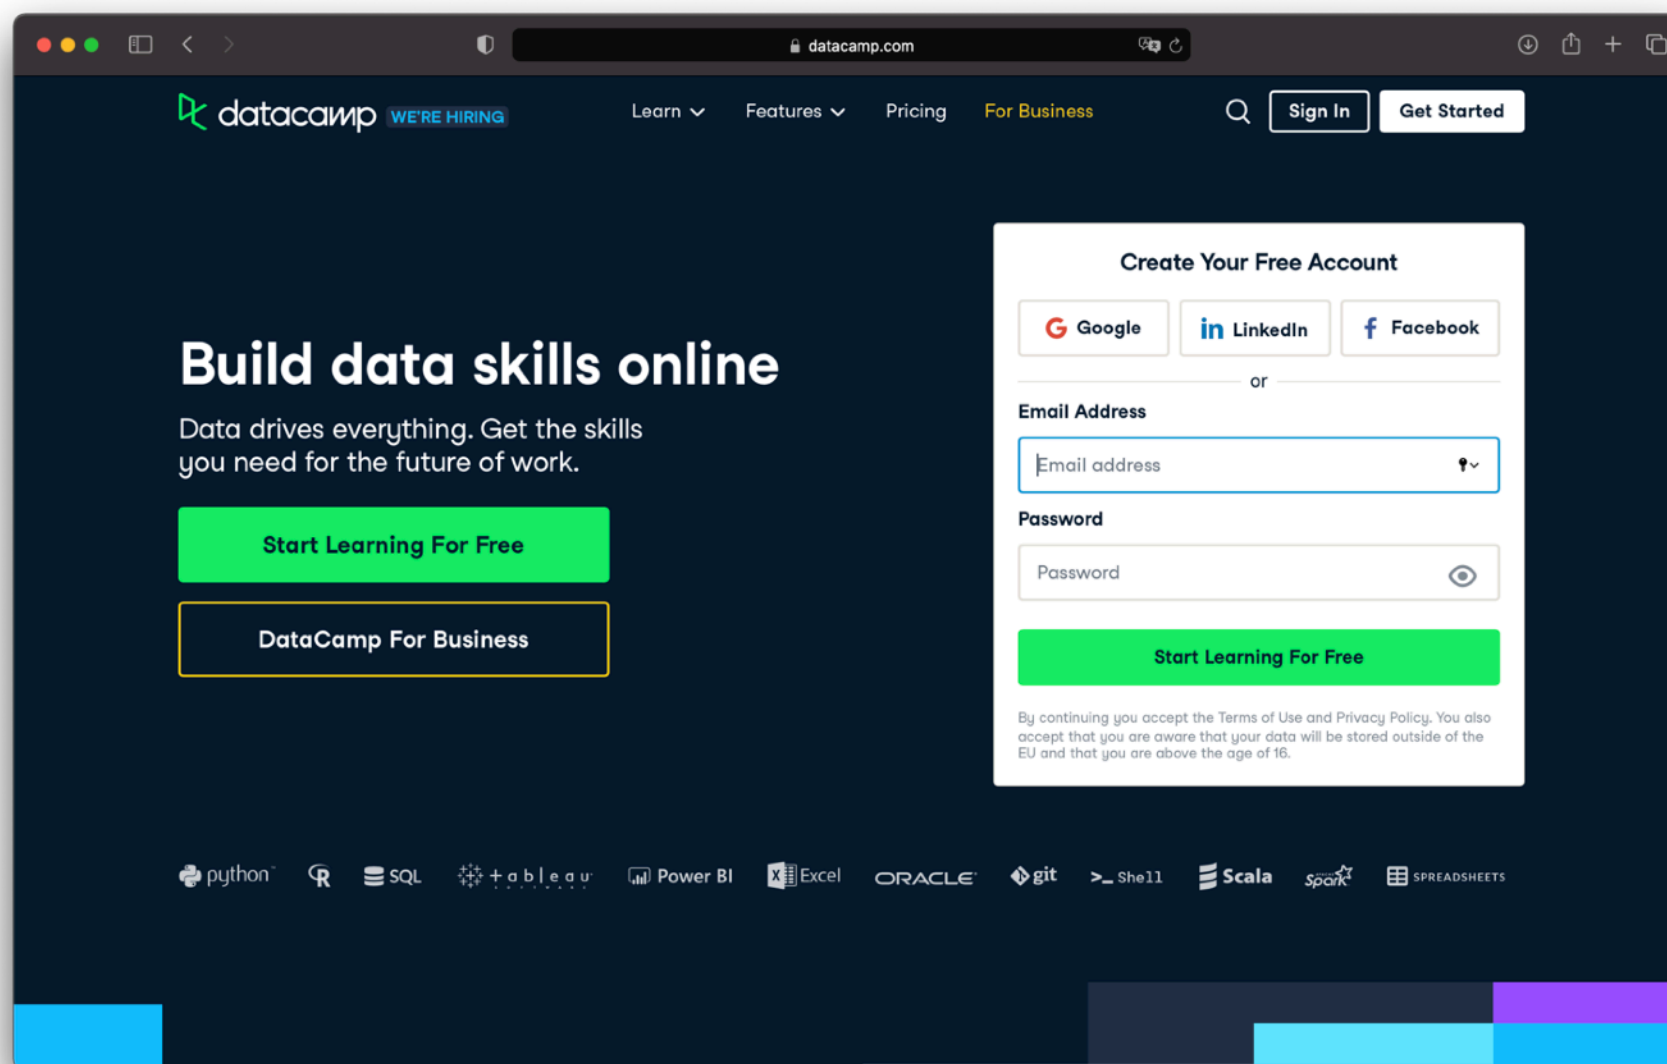 datacamp.com
datacamp WE'RE HIRING
Learn
Features
Pricing
For Business
Sign In
Get Started
Build data skills online
Data drives everything. Get the skills
you need for the future of work.
Start Learning For Free
DataCamp For Business
Create Your Free Account
Google
LinkedIn
Facebook
or
Email Address
Email address
Password
Password
Start Learning For Free
By continuing you accept the Terms of Use and Privacy Policy. You also
accept that you are aware that your data will be stored outside of the
EU and that you are above the age of 16.
python R SQL +ableau Power BI Excel ORACLE git >_ Shell Scala Spark SPREADSHEETS